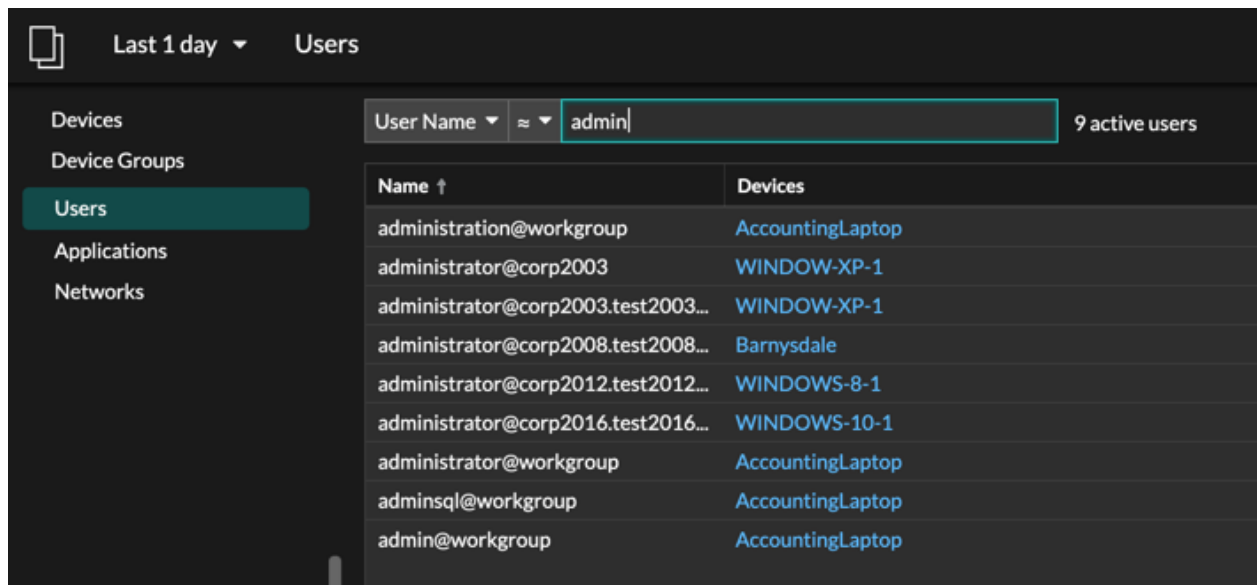 Last 1 day Users
Devices
Device Groups
Users
Applications
Networks
User Name ≈ admin 9 active users
Name ↑ Devices
administration@workgroup AccountingLaptop
administrator@corp2003 WINDOW-XP-1
administrator@corp2003.test2003... WINDOW-XP-1
administrator@corp2008.test2008... Barnysdale
administrator@corp2012.test2012... WINDOWS-8-1
administrator@corp2016.test2016... WINDOWS-10-1
administrator@workgroup AccountingLaptop
adminsql@workgroup AccountingLaptop
admin@workgroup AccountingLaptop